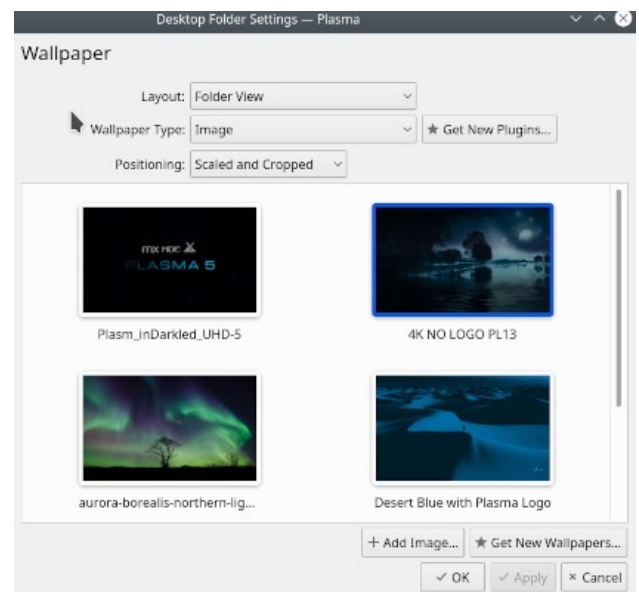 Desktop Folder Settings — Plasma
Wallpaper
Layout: Folder View
Wallpaper Type: Image ★ Get New Plugins...
Positioning: Scaled and Cropped
PLASMA 5
Plasm_inDarkled_UHD-5 4K NO LOGO PL13
aurora-borealis-northern-lig... Desert Blue with Plasma Logo
+ Add Image... ★ Get New Wallpapers...
✓ OK ✓ Apply × Cancel